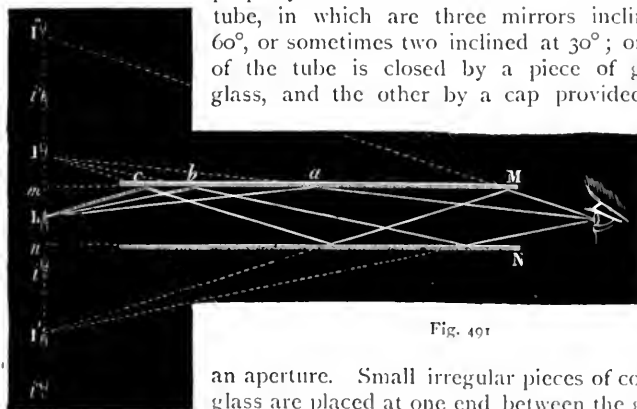 tube, in which are three mirrors incli
60°, or sometimes two inclined at 30° ; o
of the tube is closed by a piece of g
glass, and the other by a cap provided
c b a M
m
n
N
Fig. 491
an aperture. Small irregular pieces of co
glass are placed at one end between the g